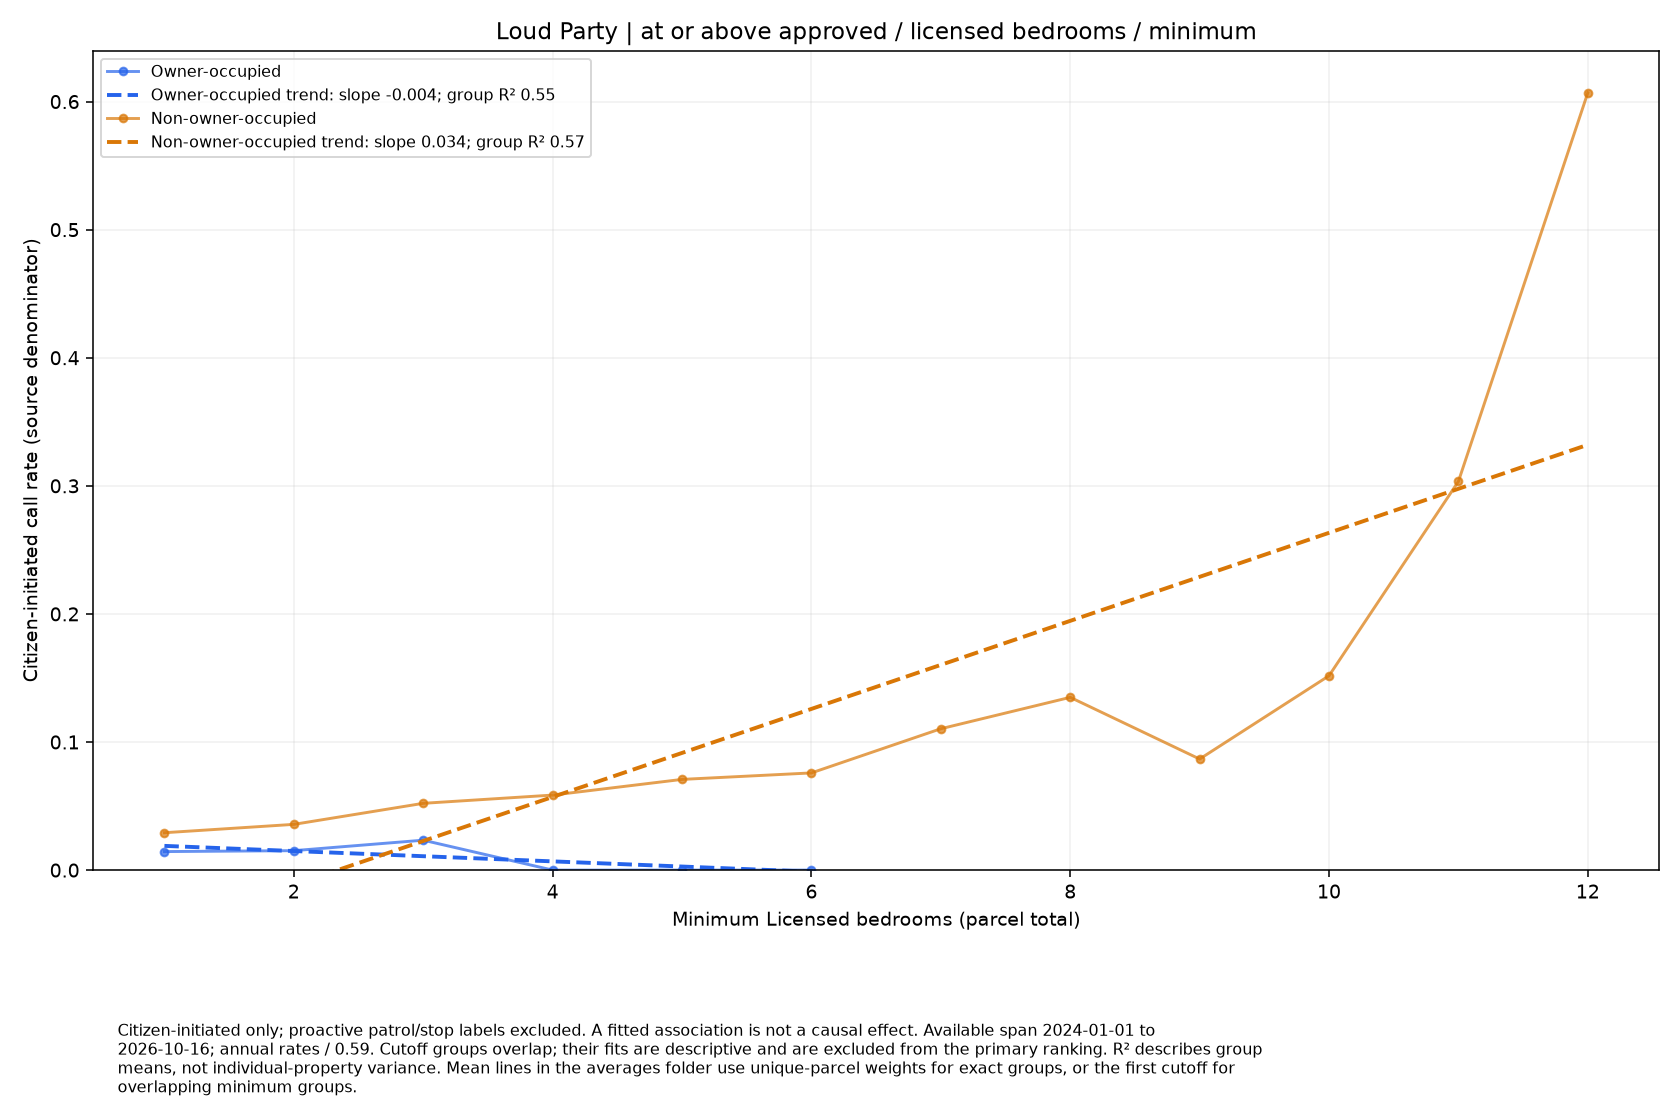 Loud Party | at or above approved / licensed bedrooms / minimum
Owner-occupied
Owner-occupied trend: slope -0.004; group R² 0.55
Non-owner-occupied
Non-owner-occupied trend: slope 0.034; group R² 0.57
Citizen-initiated call rate (source denominator)
0.6
0.5
0.4
0.3
0.2
0.1
0.0
2 4 6 8 10 12
Minimum Licensed bedrooms (parcel total)
Citizen-initiated only; proactive patrol/stop labels excluded. A fitted association is not a causal effect. Available span 2024-01-01 to
2026-10-16; annual rates / 0.59. Cutoff groups overlap; their fits are descriptive and are excluded from the primary ranking. R² describes group
means, not individual-property variance. Mean lines in the averages folder use unique-parcel weights for exact groups, or the first cutoff for
overlapping minimum groups.